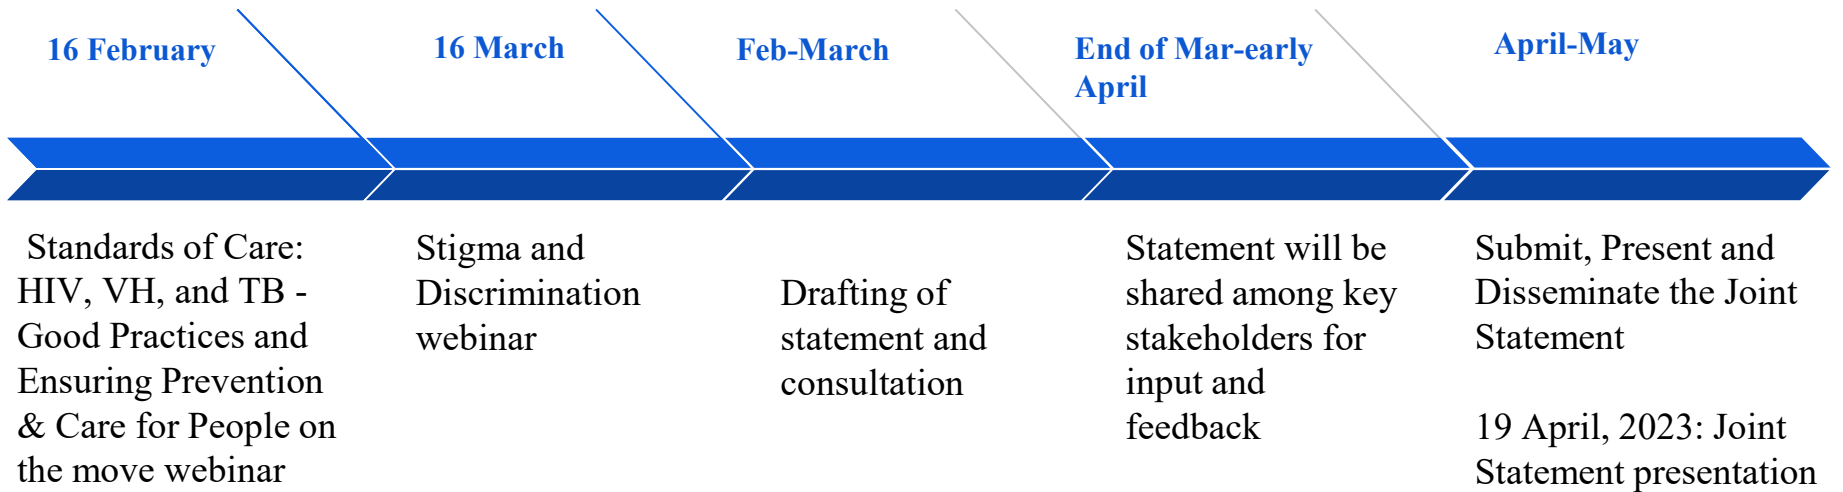 16 February
Standards of Care:
HIV, VH, and TB -
Good Practices and
Ensuring Prevention
& Care for People on
the move webinar
16 March
Stigma and
Discrimination
webinar
Feb-March
Drafting of
statement and
consultation
End of Mar-early
April
Statement will be
shared among key
stakeholders for
input and
feedback
April-May
Submit, Present and
Disseminate the Joint
Statement
19 April, 2023: Joint
Statement presentation